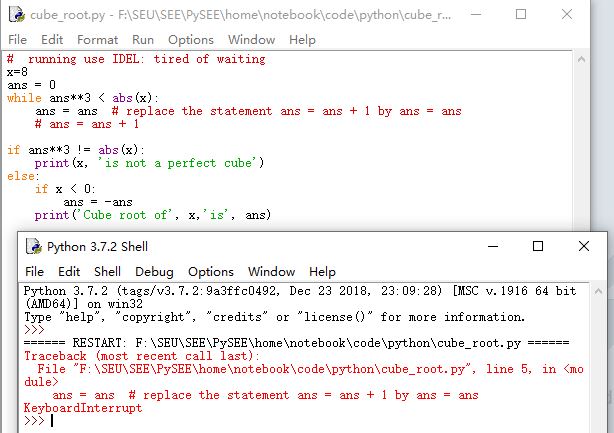 cube_root.py - F:\SEU\SEE\PySEE\home\notebook\code\python\cube_r...
File Edit Format Run Options Window Help
#  running use IDEL: tired of waiting
x=8
ans = 0
while ans**3 < abs(x):
    ans = ans  # replace the statement ans = ans + 1 by ans = ans
    # ans = ans + 1
if ans**3 != abs(x):
    print(x, 'is not a perfect cube')
else:
    if x < 0:
        ans = -ans
    print('Cube root of', x,'is', ans)
Python 3.7.2 Shell
File Edit Shell Debug Options Window Help
Python 3.7.2 (tags/v3.7.2:9a3ffc0492, Dec 23 2018, 23:09:28) [MSC v.1916 64 bit
(AMD64)] on win32
Type "help", "copyright", "credits" or "license()" for more information.
>>>
====== RESTART: F:\SEU\SEE\PySEE\home\notebook\code\python\cube_root.py ======
Traceback (most recent call last):
  File "F:\SEU\SEE\PySEE\home\notebook\code\python\cube_root.py", line 5, in <mo
dule>
    ans = ans  # replace the statement ans = ans + 1 by ans = ans
KeyboardInterrupt
>>>